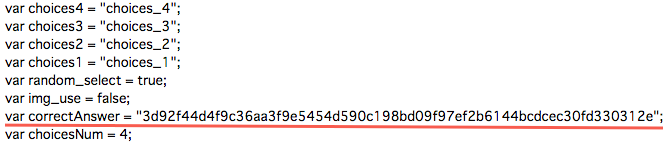 var choices4 = "choices_4";
var choices3 = "choices_3";
var choices2 = "choices_2";
var choices1 = "choices_1";
var random_select = true;
var img_use = false;
var correctAnswer = "3d92f44d4f9c36aa3f9e5454d590c198bd09f97ef2b6144bcdcec30fd330312e";
var choicesNum = 4;